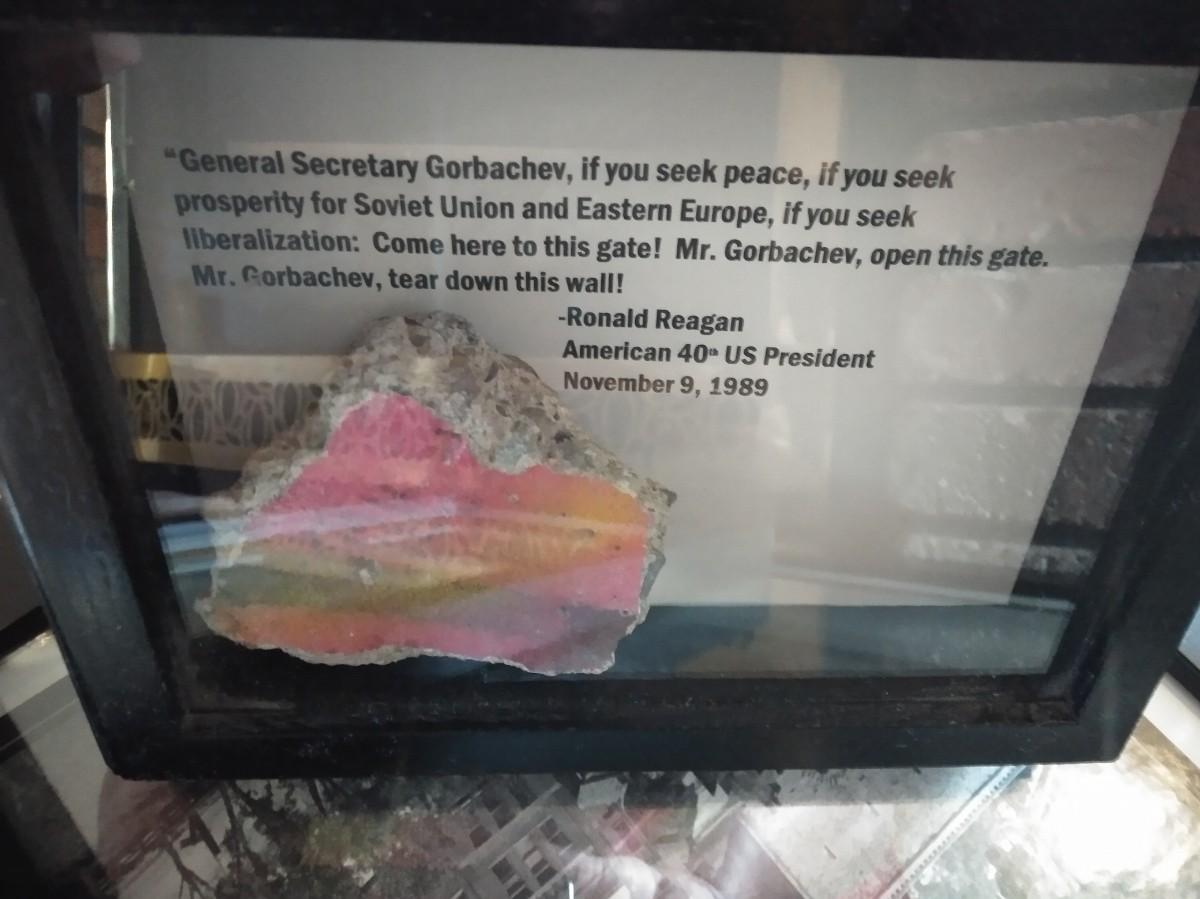 “General Secretary Gorbachev, if you seek peace, if you seek
prosperity for Soviet Union and Eastern Europe, if you seek
liberalization:  Come here to this gate!  Mr. Gorbachev, open this gate.
Mr. Gorbachev, tear down this wall!
-Ronald Reagan
American 40th US President
November 9, 1989